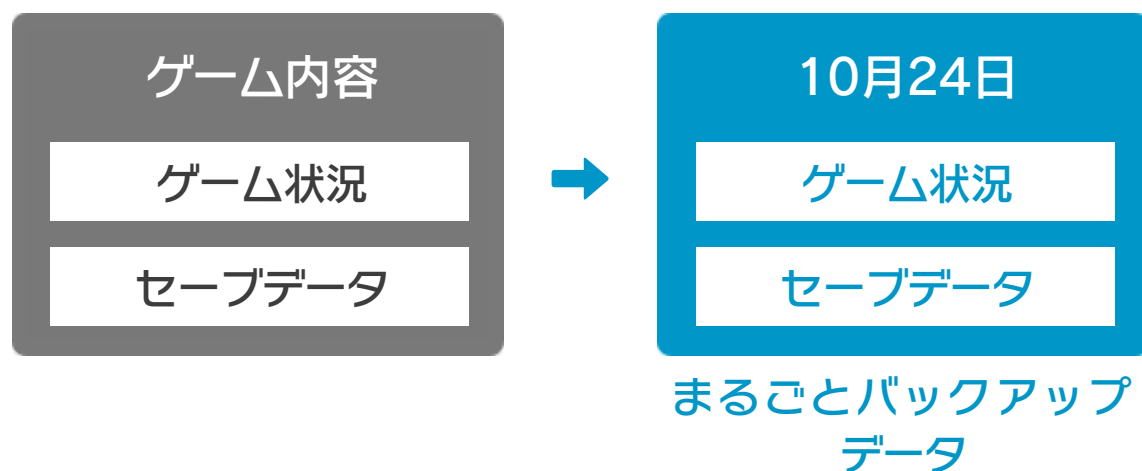 ゲーム内容
ゲーム状況
セーブデータ
10月24日
ゲーム状況
セーブデータ
まるごとバックアップ
データ